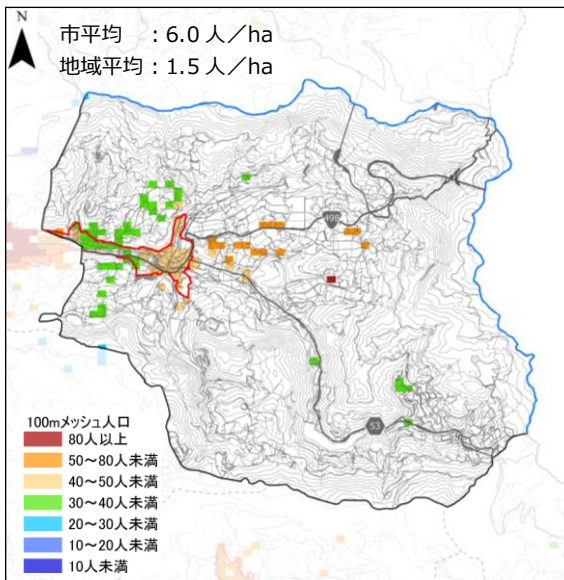 N
市平均　：6.0 人／ha
地域平均：1.5 人／ha
498
53
100mメッシュ人口
80人以上
50～80人未満
40～50人未満
30～40人未満
20～30人未満
10～20人未満
10人未満